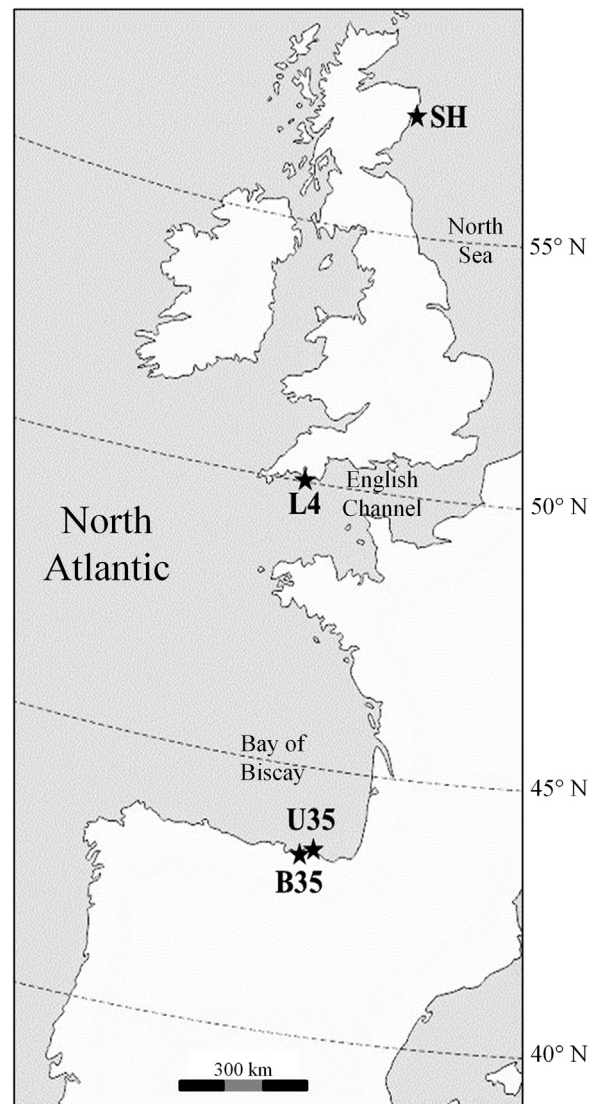 SH
North
Sea
55° N
English
Channel
L4
50° N
North
Atlantic
Bay of
Biscay
45° N
U35
B35
40° N
300 km